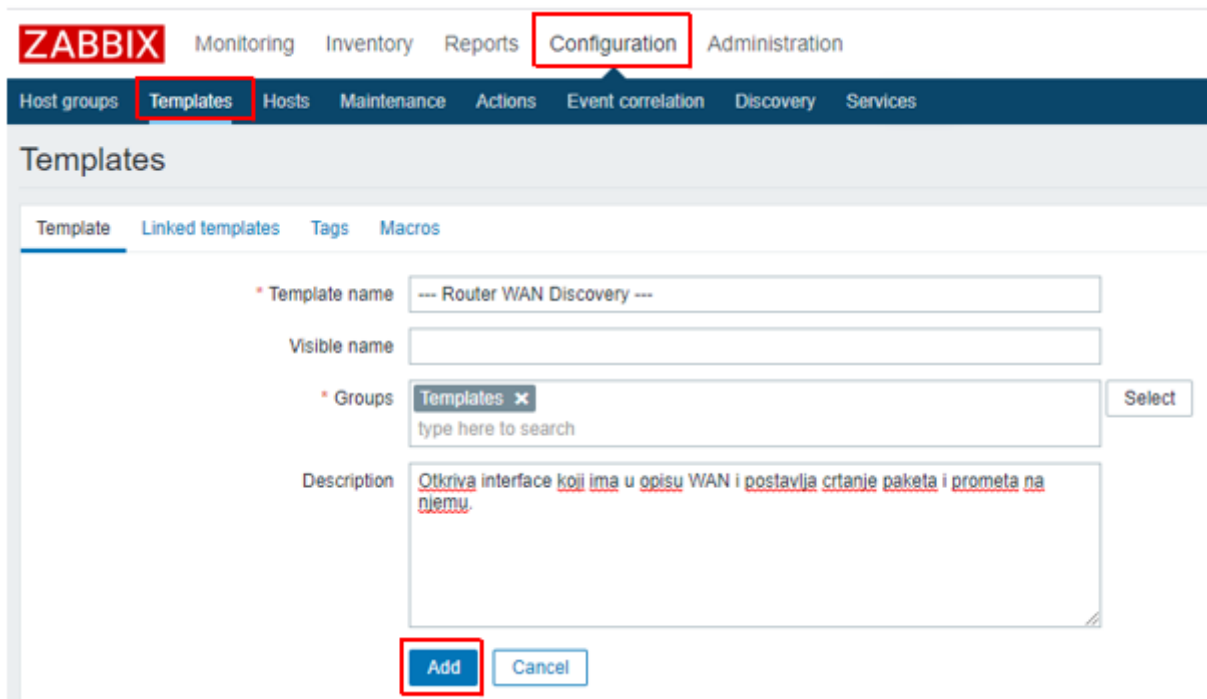 ZABBIX Monitoring Inventory Reports Configuration Administration
Host groups Templates Hosts Maintenance Actions Event correlation Discovery Services
Templates
Template Linked templates Tags Macros
* Template name --- Router WAN Discovery ---
Visible name
* Groups Templates × Select
type here to search
Description Otkriva interface koji ima u opisu WAN i postavlja crtanje paketa i prometa na
njemu.
Add Cancel